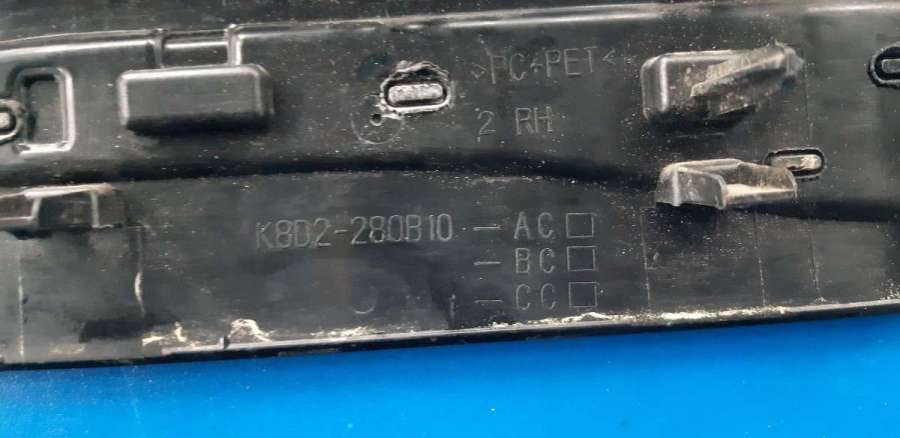 >PC+PET<
2 RH
K8D2-280B10 -AC□
-BC□
-CC□